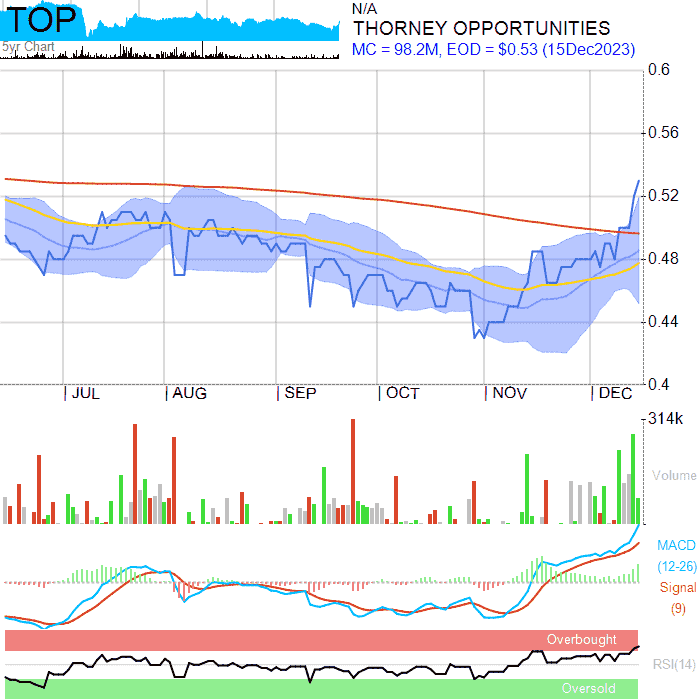 TOP
5yr Chart
N/A
THORNEY OPPORTUNITIES
MC = 98.2M, EOD = $0.53 (15Dec2023)
0.6
0.56
0.52
0.48
0.44
0.4
JUL AUG SEP OCT NOV DEC
314k
Volume
MACD
(12-26)
Signal
(9)
Overbought
RSI(14)
Oversold